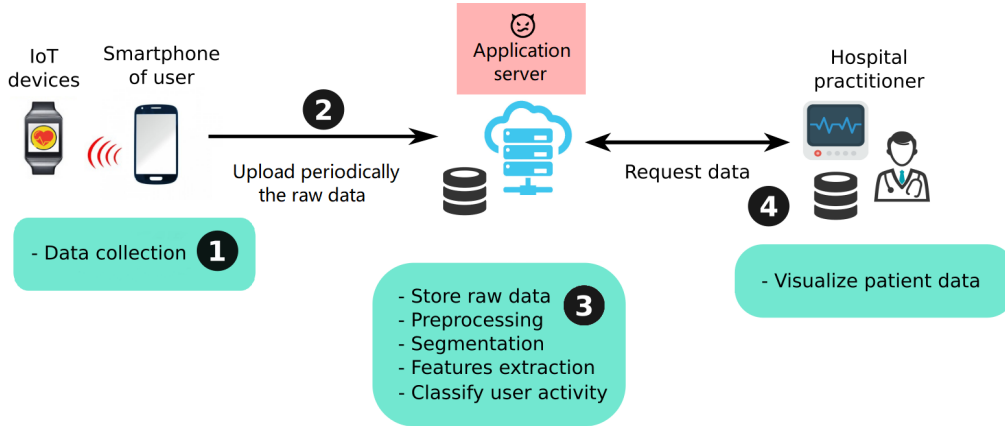 IoT
devices
Smartphone
of user
Application
server
Hospital
practitioner
2
Upload periodically
the raw data
Request data
4
- Data collection 1
- Store raw data 3
- Preprocessing
- Segmentation
- Features extraction
- Classify user activity
- Visualize patient data